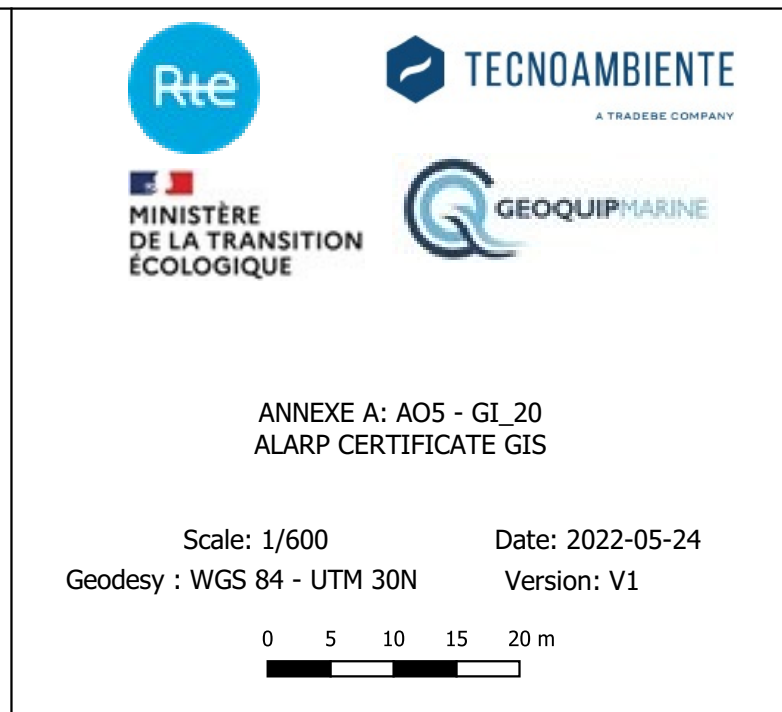 Rte
TECNOAMBIENTE
A TRADEBE COMPANY
MINISTÈRE
DE LA TRANSITION
ÉCOLOGIQUE
GEOQUIPMARINE
ANNEXE A: AO5 - GI_20
ALARP CERTIFICATE GIS
Scale: 1/600
Date: 2022-05-24
Geodesy : WGS 84 - UTM 30N
Version: V1
0 5 10 15 20 m